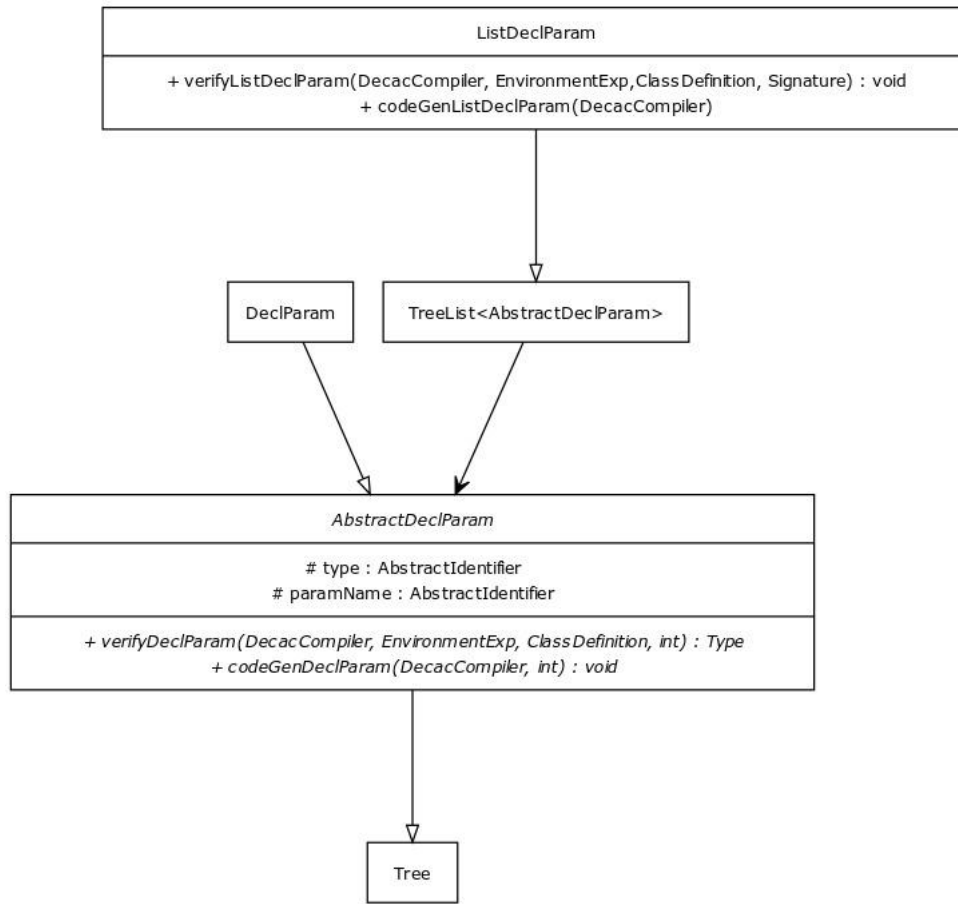 ListDeclParam
+ verifyListDeclParam(DecacCompiler, EnvironmentExp,ClassDefinition, Signature) : void
+ codeGenListDeclParam(DecacCompiler)
DeclParam
TreeList<AbstractDeclParam>
AbstractDeclParam
# type : AbstractIdentifier
# paramName : AbstractIdentifier
+ verifyDeclParam(DecacCompiler, EnvironmentExp, ClassDefinition, int) : Type
+ codeGenDeclParam(DecacCompiler, int) : void
Tree